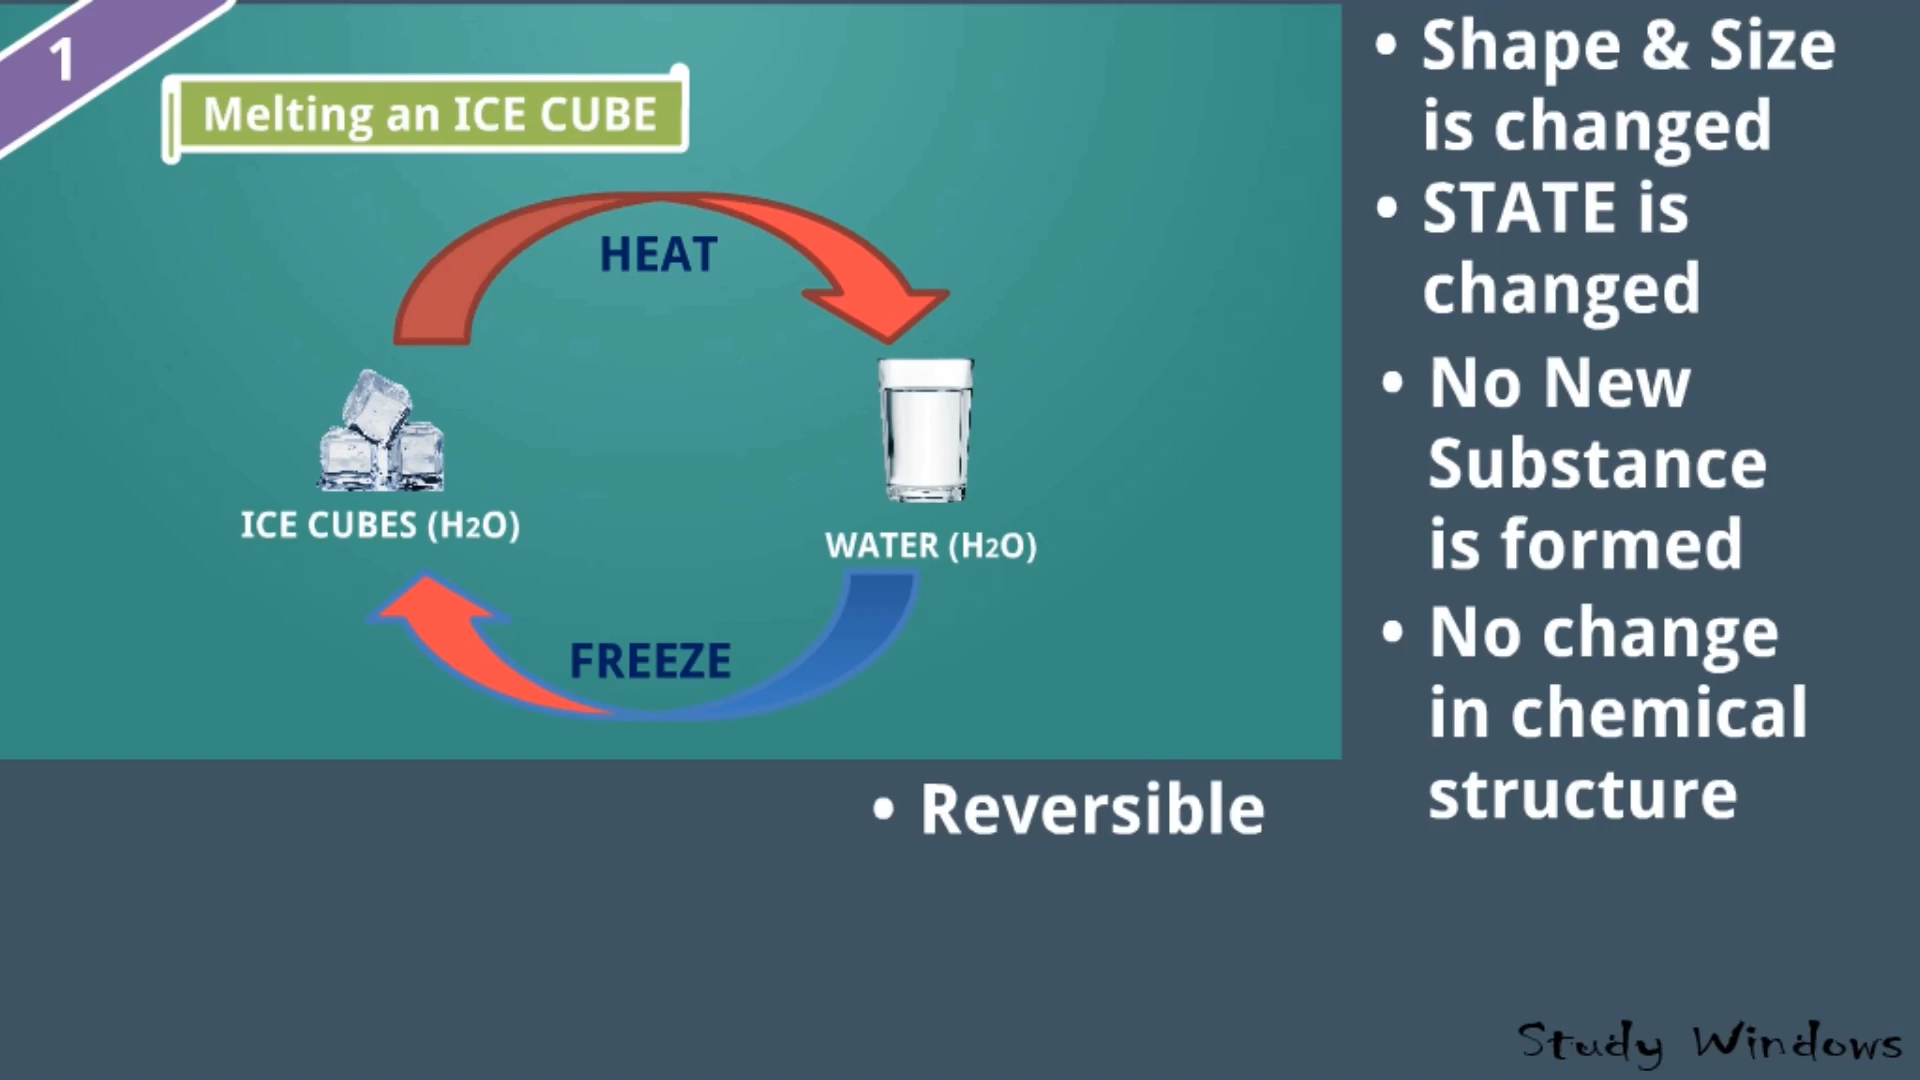 1
Melting an ICE CUBE
HEAT
ICE CUBES (H2O)
WATER (H2O)
FREEZE
• Shape & Size
is changed
• STATE is
changed
• No New
Substance
is formed
• No change
in chemical
structure
• Reversible
Study Windows